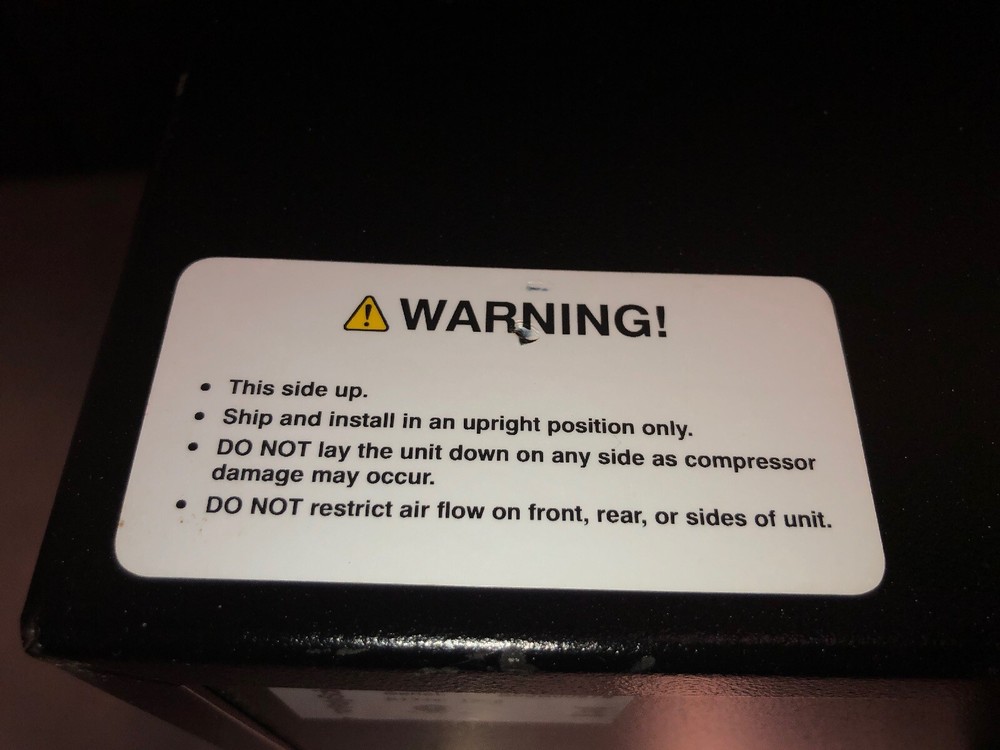 WARNING!
• This side up.
• Ship and install in an upright position only.
• DO NOT lay the unit down on any side as compressor
damage may occur.
• DO NOT restrict air flow on front, rear, or sides of unit.